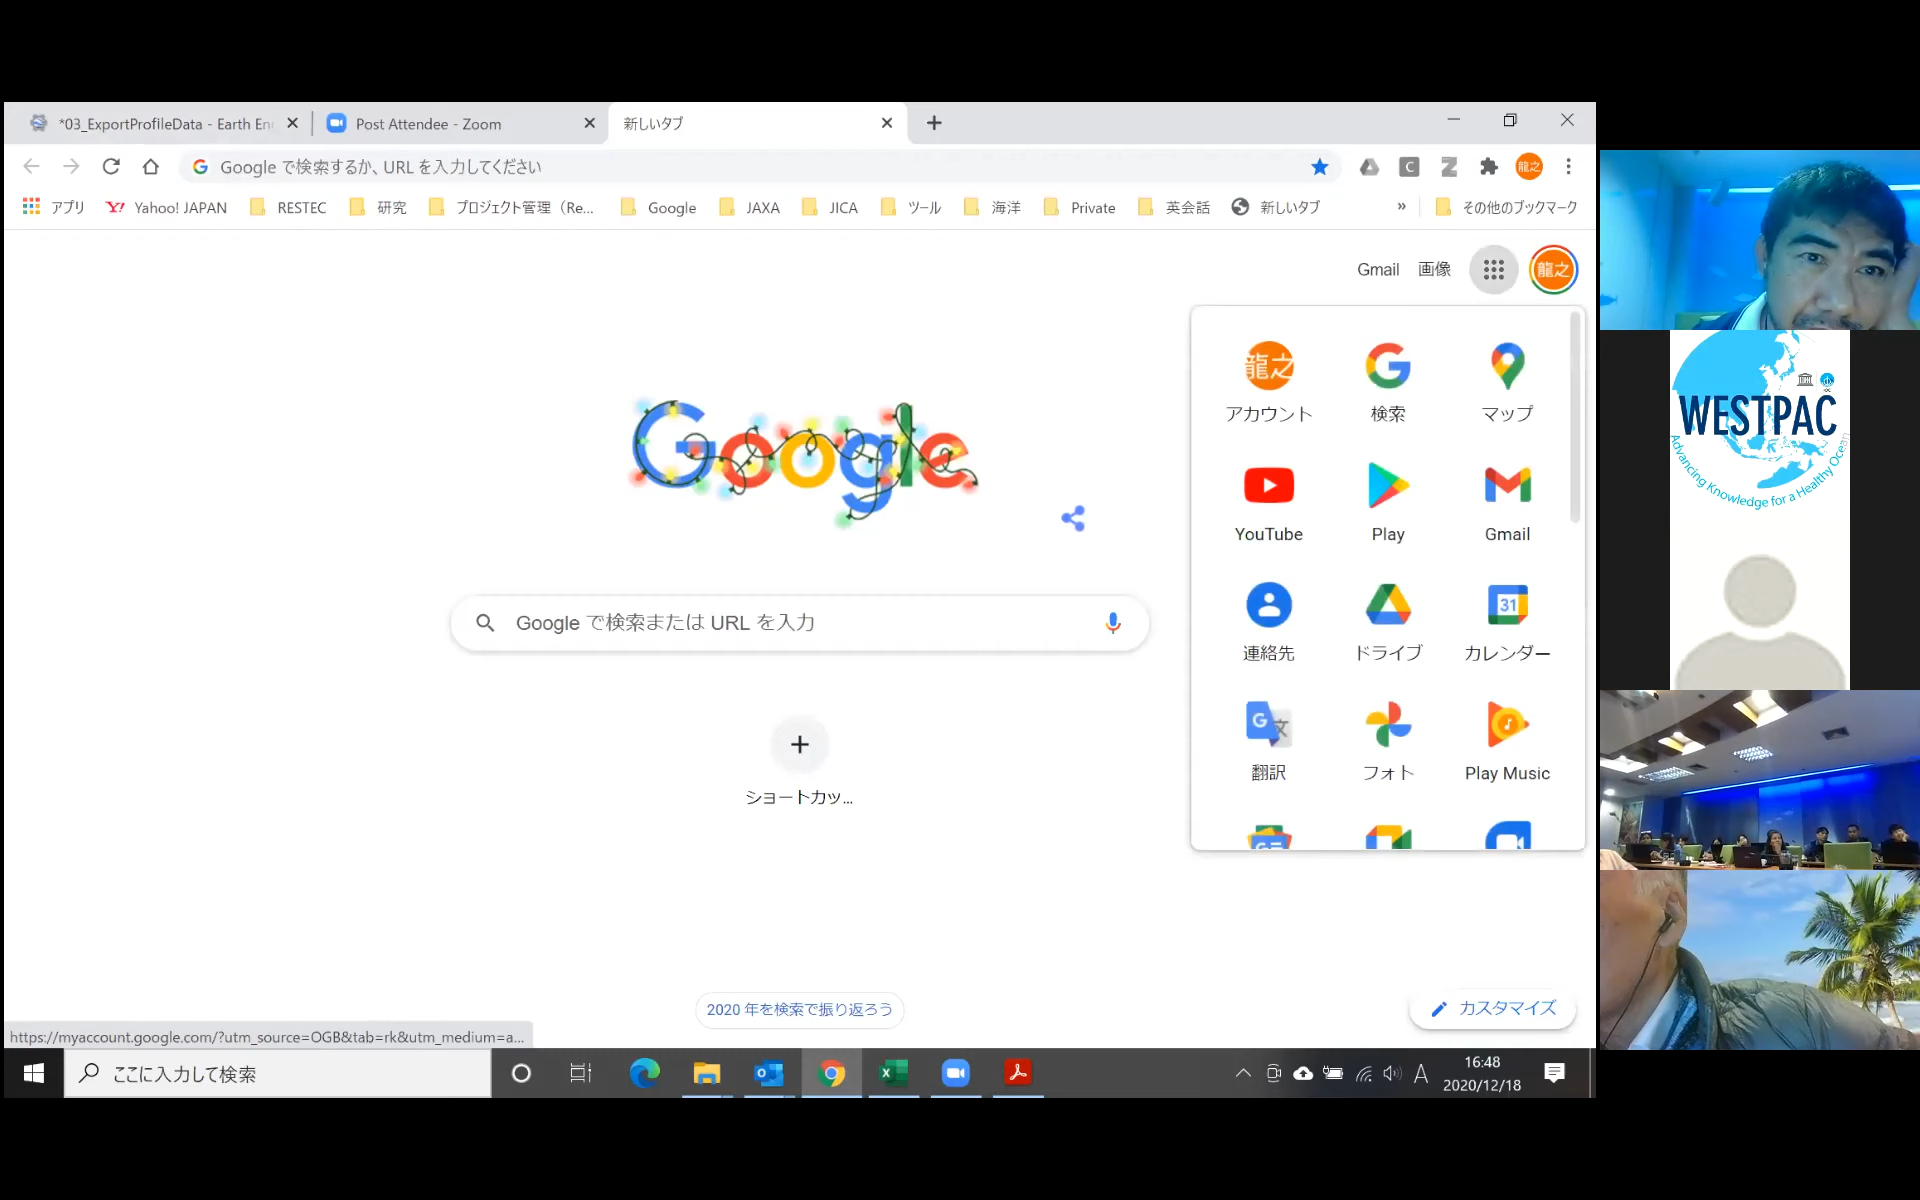 *03_ExportProfileData - Earth En
Post Attendee - Zoom
新しいタブ
Google で検索するか、URL を入力してください
龍之
アプリ
Yahoo! JAPAN
RESTEC
研究
プロジェクト管理 (Re...
Google
JAXA
JICA
ツール
海洋
Private
英会話
新しいタブ
»
その他のブックマーク
Gmail
画像
龍之
Google
Google で検索または URL を入力
ショートカッ...
龍之
アカウント
検索
マップ
YouTube
Play
Gmail
連絡先
ドライブ
31
カレンダー
翻訳
フォト
Play Music
2020 年を検索で振り返ろう
カスタマイズ
https://myaccount.google.com/?utm_source=OGB&tab=rk&utm_medium=a...
ここに入力して検索
A
16:48
2020/12/18
WESTPAC
Advancing Knowledge for a Healthy Ocean